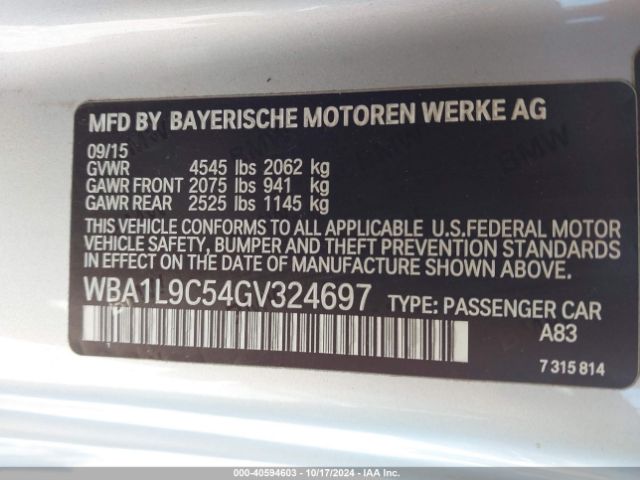 MFD BY BAYERISCHE MOTOREN WERKE AG
09/15
GVWR 4545 lbs 2062 kg
GAWR FRONT 2075 lbs 941 kg
GAWR REAR 2525 lbs 1145 kg
THIS VEHICLE CONFORMS TO ALL APPLICABLE U.S.FEDERAL MOTOR
VEHICLE SAFETY, BUMPER AND THEFT PREVENTION STANDARDS
IN EFFECT ON THE DATE OF MANUFACTURE SHOWN ABOVE.
WBA1L9C54GV324697 TYPE: PASSENGER CAR
A83
7 315 814
000-40594603 - 10/17/2024 - IAAI.COM